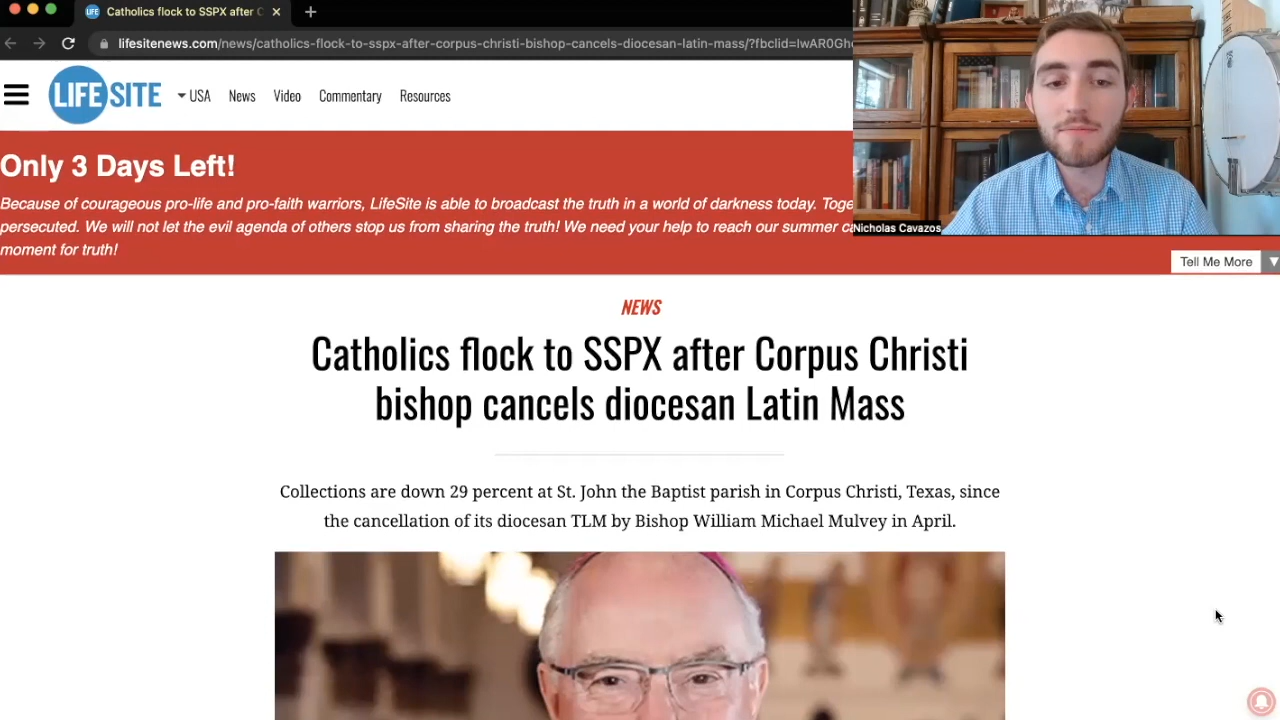 Catholics flock to SSPX after C
lifesitenews.com/news/catholics-flock-to-sspx-after-corpus-christi-bishop-cancels-diocesan-latin-mass/?fbclid=IwAR0Gh
LIFE SITE
USA News Video Commentary Resources
Only 3 Days Left!
Because of courageous pro-life and pro-faith warriors, LifeSite is able to broadcast the truth in a world of darkness today.
persecuted. We will not let the evil agenda of others stop us from sharing the truth! We need your help to reach our summer
moment for truth!
Nicholas Cavazos
Tell Me More
NEWS
Catholics flock to SSPX after Corpus Christi
bishop cancels diocesan Latin Mass
Collections are down 29 percent at St. John the Baptist parish in Corpus Christi, Texas, since
the cancellation of its diocesan TLM by Bishop William Michael Mulvey in April.